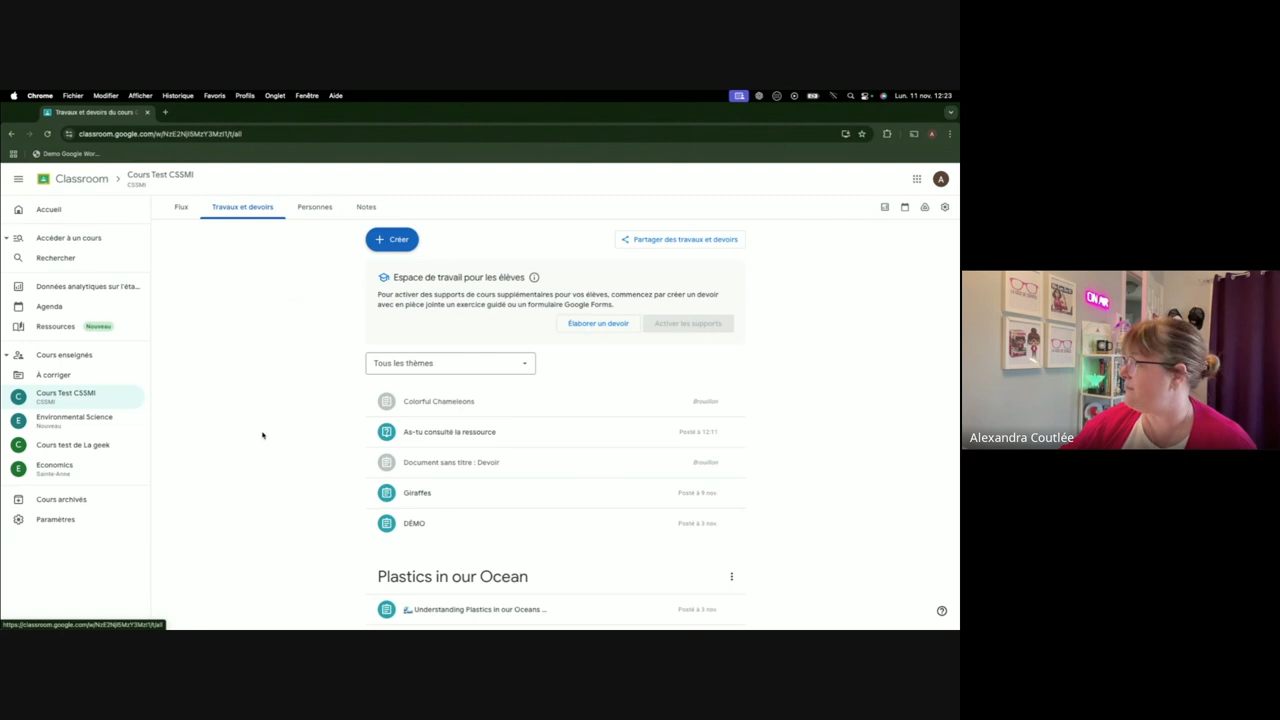 Chrome Fichier Modifier Afficher Historique Favoris Profils Onglet Fenêtre Aide
Lun. 11 nov. 12:23
Travaux et devoirs du cours
classroom.google.com/w/NzE2NjI5MzY3MzI1/t/all
A
Demo Google Wor...
Classroom
Cours Test CSSMI
CSSMI
A
Flux Travaux et devoirs Personnes Notes
Accueil
Accéder à un cours
Rechercher
Données analytiques sur l'éta...
Agenda
Ressources Nouveau
Cours enseignés
À corriger
C Cours Test CSSMI
CSSMI
E Environmental Science
Nouveau
C Cours test de La geek
E Economics
Sainte-Anne
Cours archivés
Paramètres
Créer
Partager des travaux et devoirs
Espace de travail pour les élèves
Pour activer des supports de cours supplémentaires pour vos élèves, commencez par créer un devoir
avec en pièce jointe un exercice guidé ou un formulaire Google Forms.
Élaborer un devoir Activer les supports
Tous les thèmes
Colorful Chameleons Brouillon
As-tu consulté la ressource Posté à 12:11
Document sans titre : Devoir Brouillon
Giraffes Posté à 9 nov.
DÉMO Posté à 3 nov.
Plastics in our Ocean
Understanding Plastics in our Oceans ... Posté à 3 nov.
https://classroom.google.com/w/NzE2NjI5MzY3MzI1/t/all
ON AIR
Alexandra Coutlée